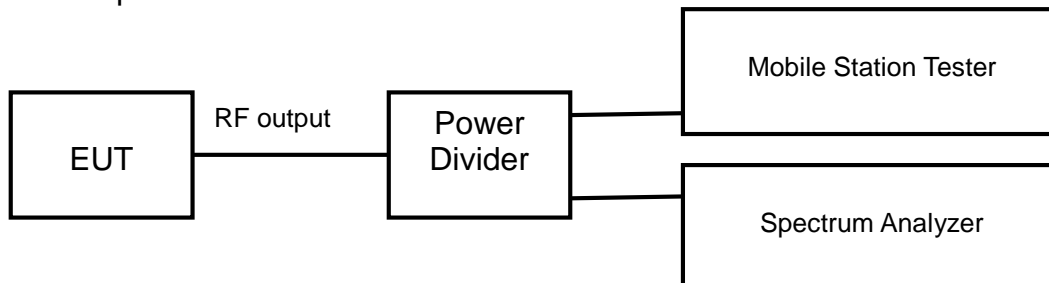 Mobile Station Tester
RF output
EUT
Power
Divider
Spectrum Analyzer